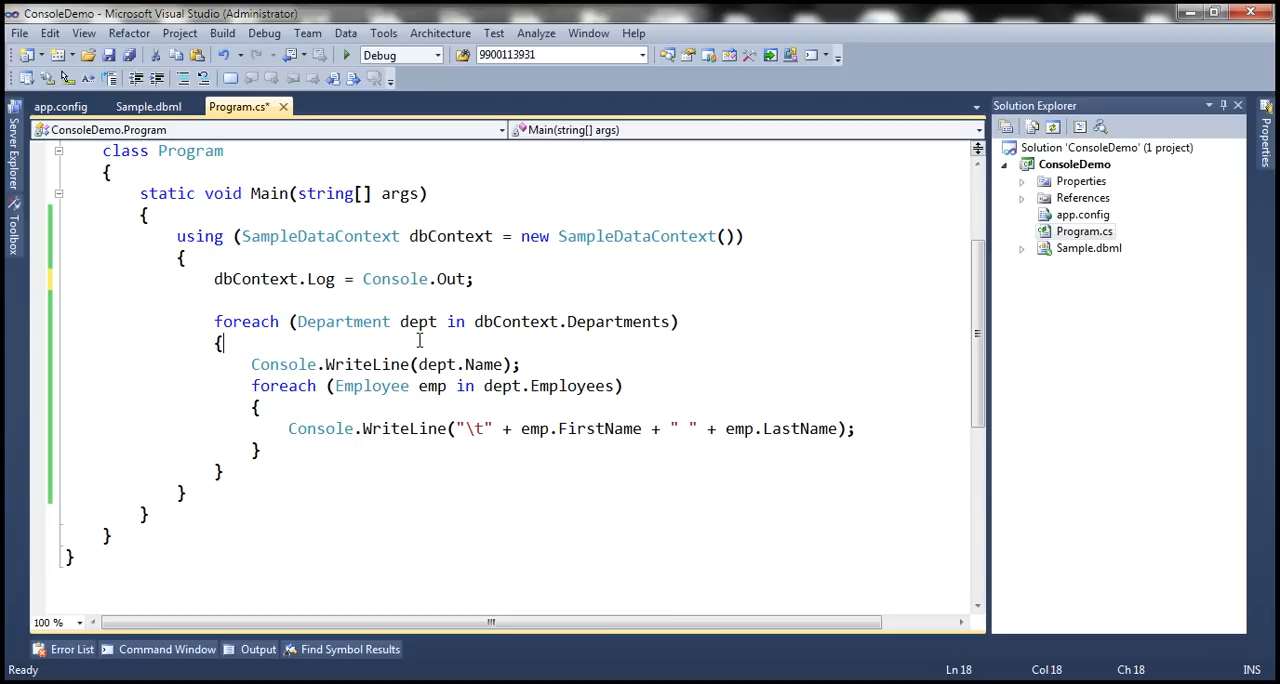 ConsoleDemo - Microsoft Visual Studio (Administrator)
File Edit View Refactor Project Build Debug Team Data Tools Architecture Test Analyze Window Help
Debug 9900113931
app.config Sample.dbml Program.cs*
Solution Explorer
ConsoleDemo.Program Main(string[] args)
Server Explorer
Toolbox
Properties
Solution 'ConsoleDemo' (1 project)
ConsoleDemo
Properties
References
app.config
Program.cs
Sample.dbml
class Program
{
static void Main(string[] args)
{
using (SampleDataContext dbContext = new SampleDataContext())
{
dbContext.Log = Console.Out;
foreach (Department dept in dbContext.Departments)
{
Console.WriteLine(dept.Name);
foreach (Employee emp in dept.Employees)
{
Console.WriteLine("\t" + emp.FirstName + " " + emp.LastName);
}
}
}
}
}
}
100 %
Error List Command Window Output Find Symbol Results
Ready Ln 18 Col 18 Ch 18 INS